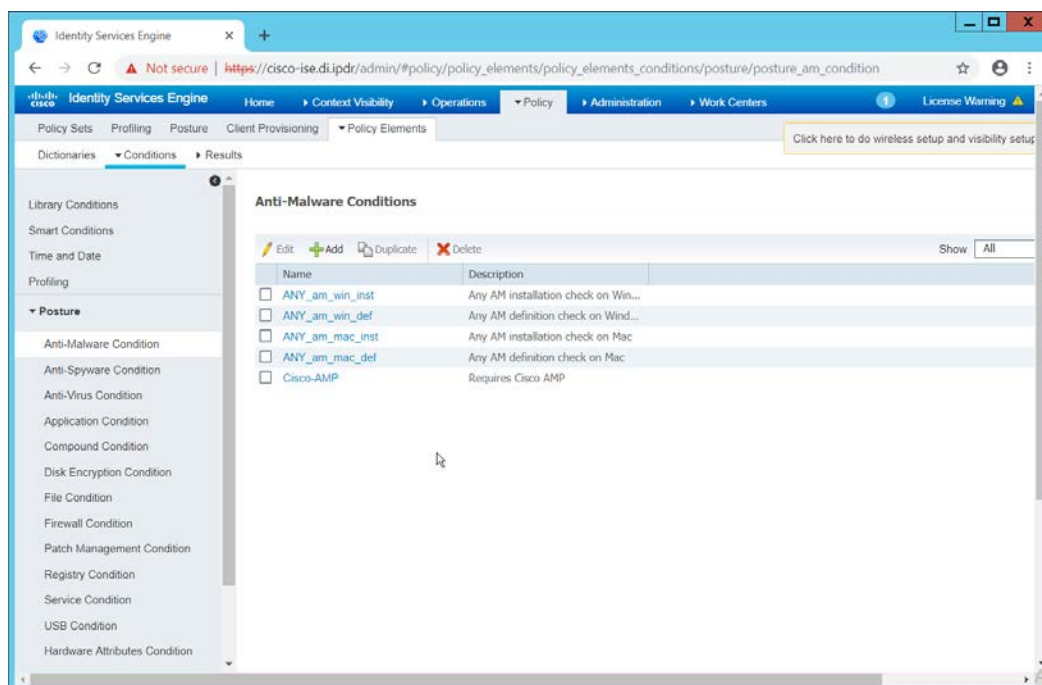 Identity Services Engine
Not secure | https://cisco-ise.di.ipdr/admin/#policy/policy_elements/policy_elements_conditions/posture/posture_am_condition
cisco Identity Services Engine Home Context Visibility Operations Policy Administration Work Centers 1 License Warning
Policy Sets Profiling Posture Client Provisioning Policy Elements
Click here to do wireless setup and visibility setup
Dictionaries Conditions Results
Library Conditions
Smart Conditions
Time and Date
Profiling
Posture
Anti-Malware Condition
Anti-Spyware Condition
Anti-Virus Condition
Application Condition
Compound Condition
Disk Encryption Condition
File Condition
Firewall Condition
Patch Management Condition
Registry Condition
Service Condition
USB Condition
Hardware Attributes Condition
Anti-Malware Conditions
Edit Add Duplicate Delete Show All
Name Description
ANY_am_win_inst Any AM installation check on Win...
ANY_am_win_def Any AM definition check on Wind...
ANY_am_mac_inst Any AM installation check on Mac
ANY_am_mac_def Any AM definition check on Mac
Cisco-AMP Requires Cisco AMP